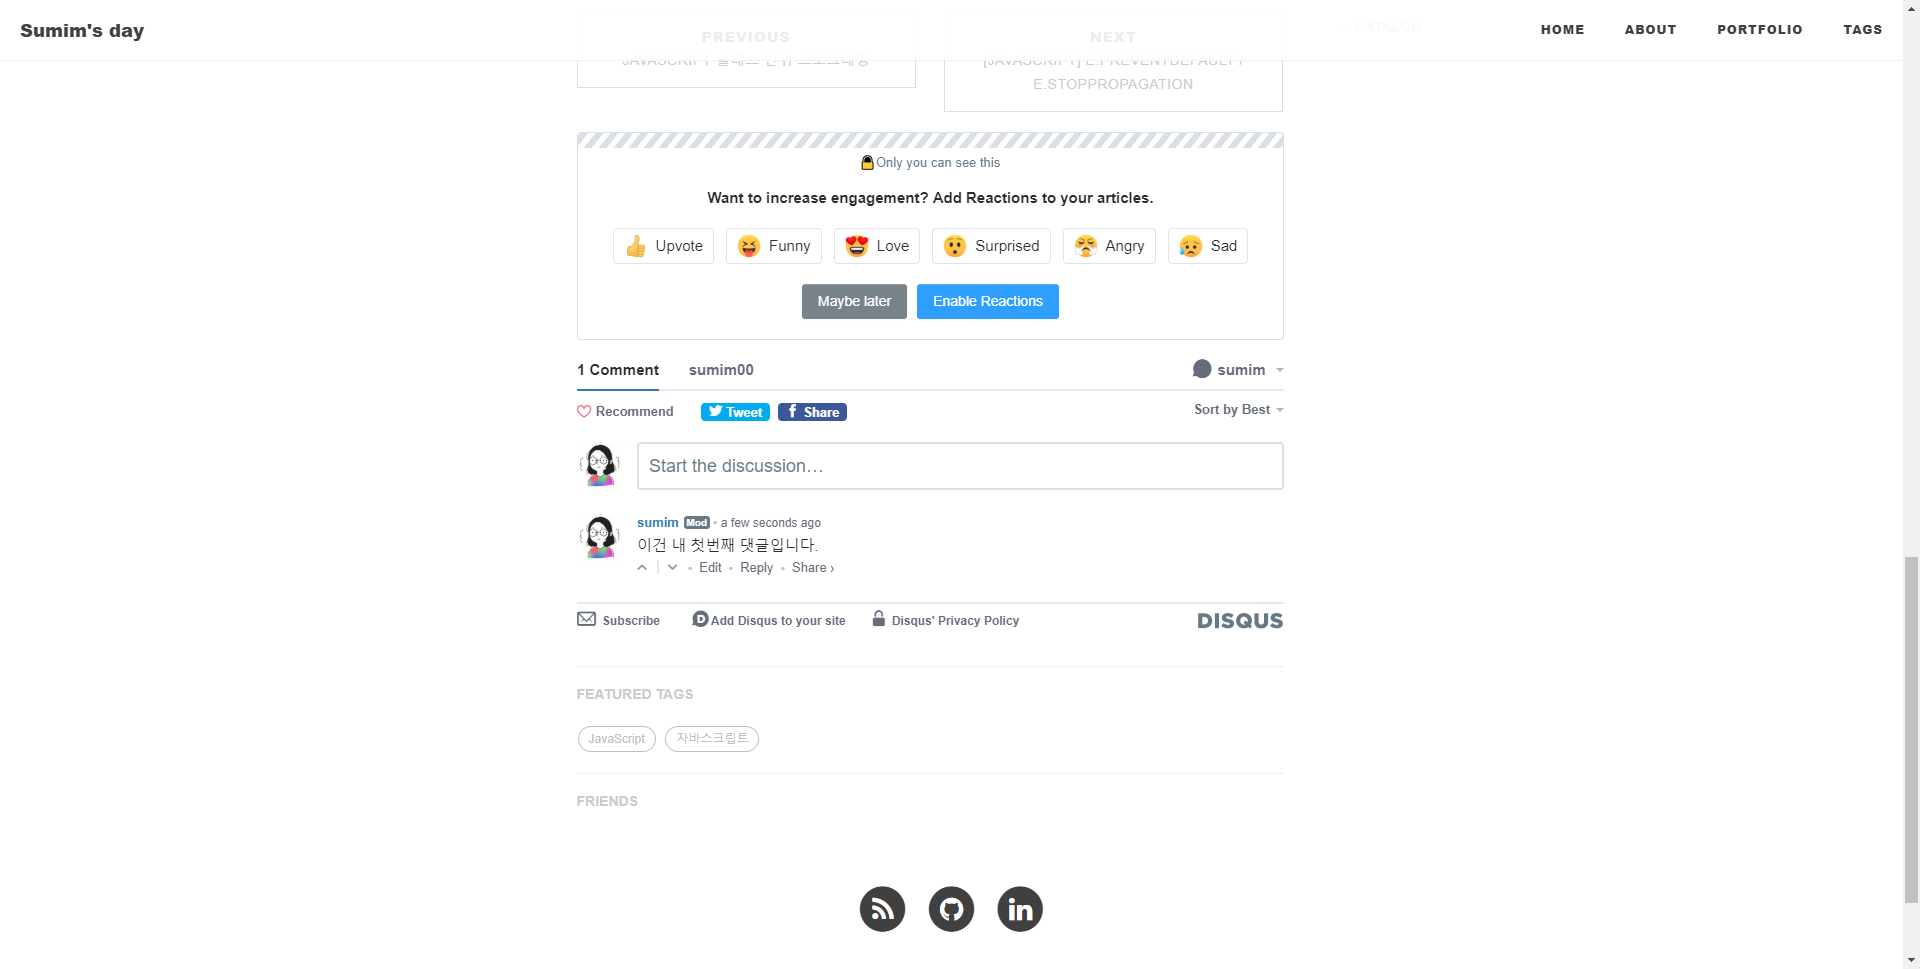 Sumim's day
HOME
ABOUT
PORTFOLIO
TAGS
PREVIOUS
NEXT
CATALOG
[JAVASCRIPT] E.PREVENTDEFAULT /
E.STOPPROPAGATION
Only you can see this
Want to increase engagement? Add Reactions to your articles.
Upvote
Funny
Love
Surprised
Angry
Sad
Maybe later
Enable Reactions
1 Comment
sumim00
sumim
Recommend
Tweet
Share
Sort by Best
Start the discussion…
sumim Mod • a few seconds ago
이건 내 첫번째 댓글입니다.
• Edit • Reply • Share ›
Subscribe
Add Disqus to your site
Disqus' Privacy Policy
DISQUS
FEATURED TAGS
JavaScript
자바스크립트
FRIENDS